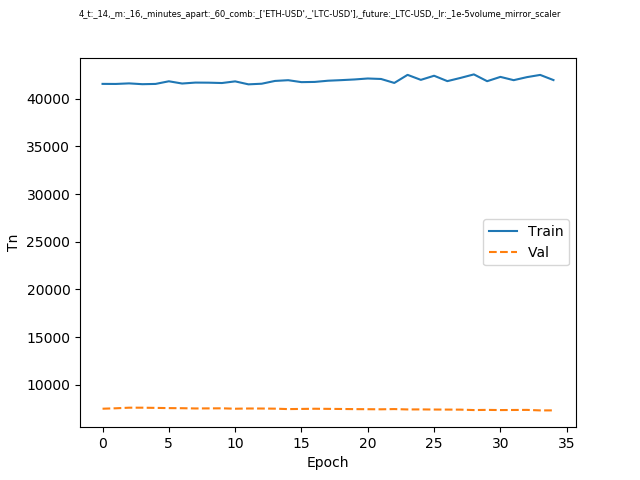 4_t:_14,_m:_16,_minutes_apart:_60_comb:_['ETH-USD',_'LTC-USD'],_future:_LTC-USD,_lr:_1e-5volume_mirror_scaler
40000
35000
30000
25000
20000
15000
10000
Tn
Train
Val
0 5 10 15 20 25 30 35
Epoch